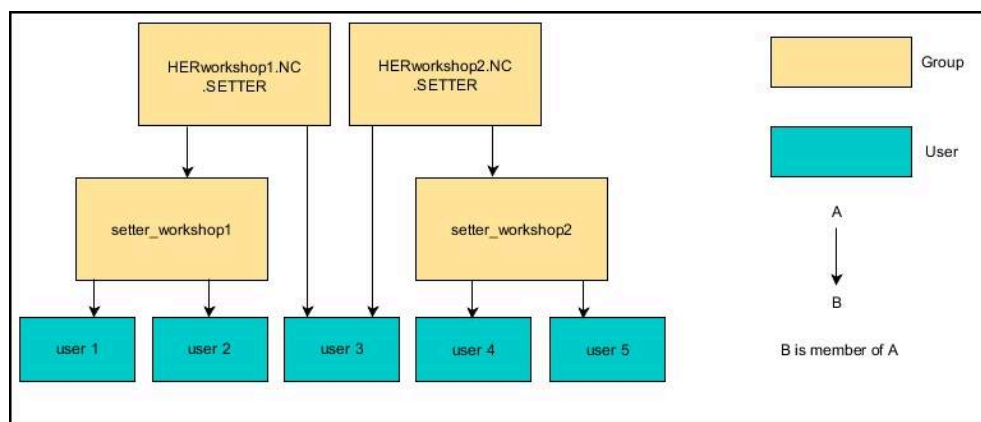 HERworkshop1.NC
.SETTER
HERworkshop2.NC
.SETTER
Group
User
setter_workshop1
setter_workshop2
A
B
user 1
user 2
user 3
user 4
user 5
B is member of A